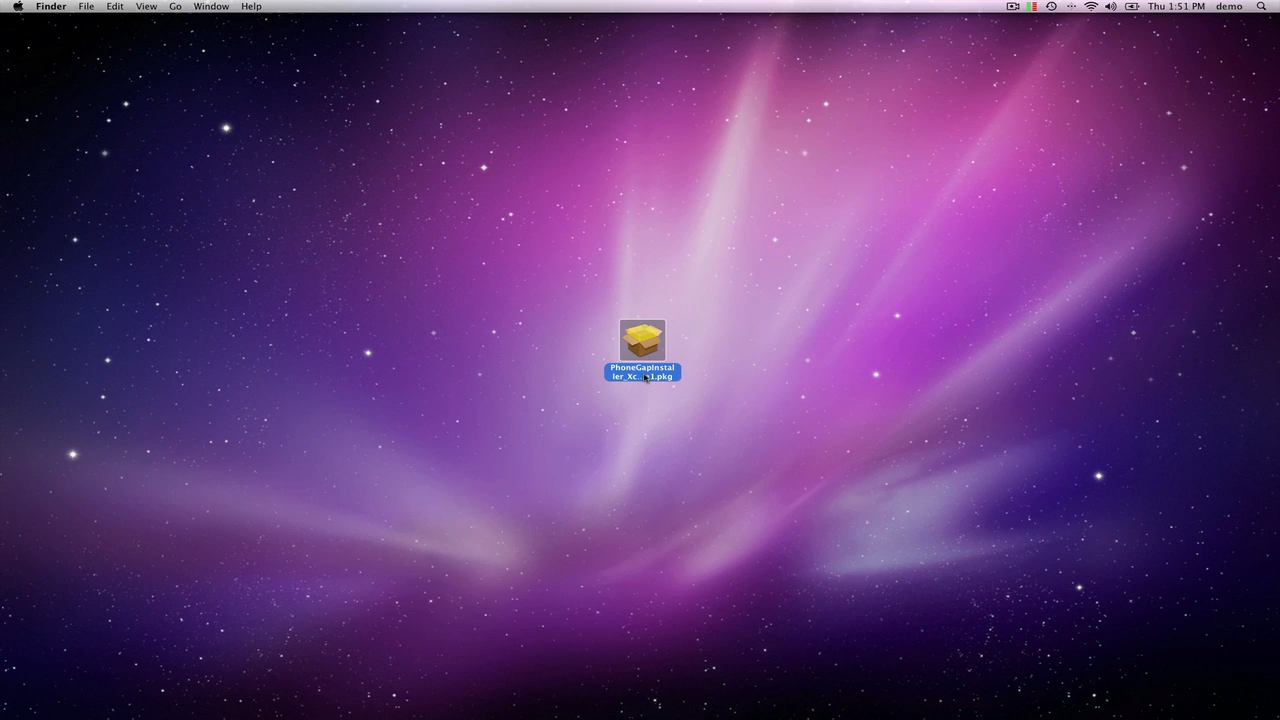 Finder File Edit View Go Window Help Thu 1:51 PM demo
PhoneGapInstal
ler_Xc...1.pkg